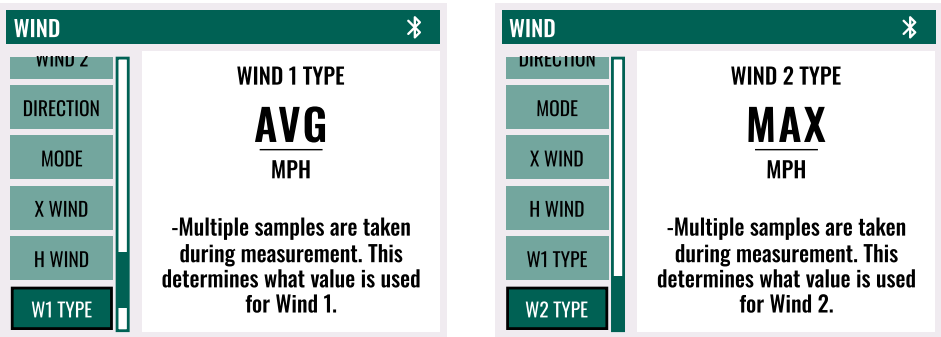 WIND
WIND 2
DIRECTION
MODE
X WIND
H WIND
W1 TYPE
WIND 1 TYPE
AVG
MPH
-Multiple samples are taken
during measurement. This
determines what value is used
for Wind 1.
WIND
DIRECTION
MODE
X WIND
H WIND
W1 TYPE
W2 TYPE
WIND 2 TYPE
MAX
MPH
-Multiple samples are taken
during measurement. This
determines what value is used
for Wind 2.